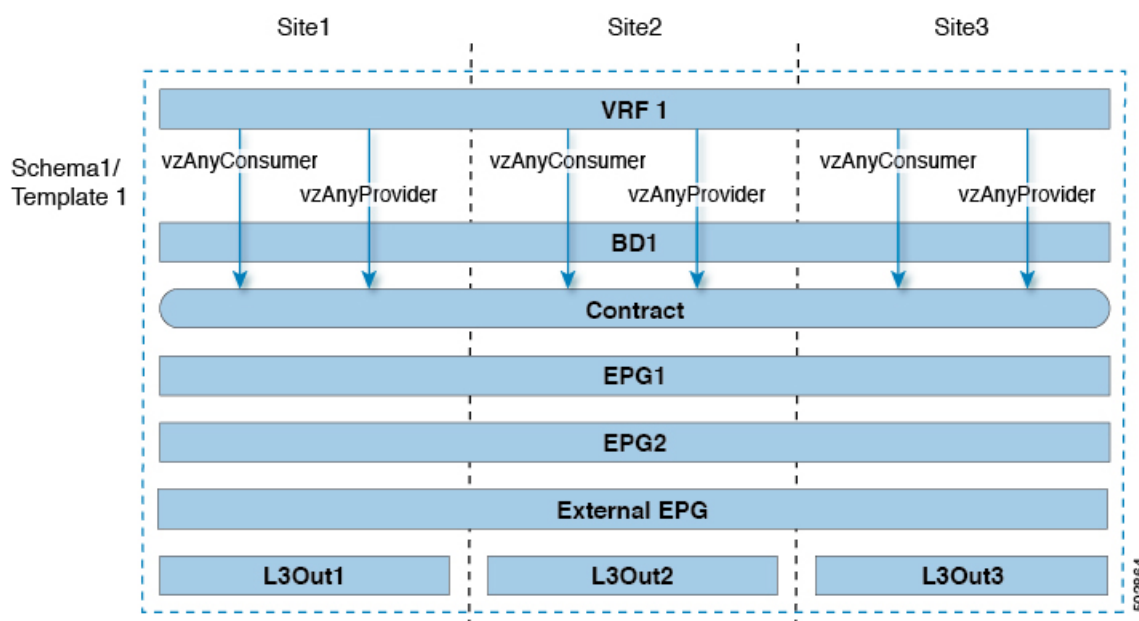 Site1
Site2
Site3
VRF 1
Schema1/
Template 1
vzAnyConsumer
vzAnyProvider
vzAnyConsumer
vzAnyProvider
vzAnyConsumer
vzAnyProvider
BD1
Contract
EPG1
EPG2
External EPG
L3Out1
L3Out2
L3Out3